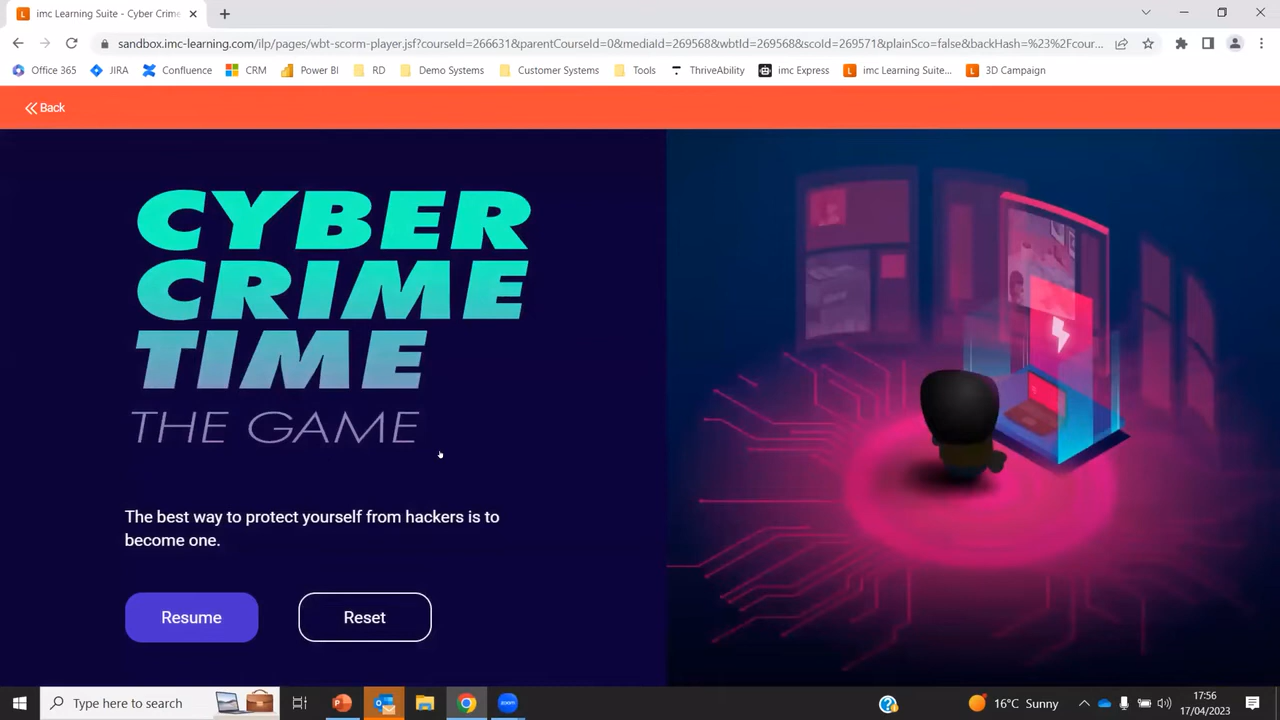 imc Learning Suite - Cyber Crime
sandbox.imc-learning.com/ilp/pages/wbt-scorm-player.jsf?courseId=266631&parentCourseId=0&mediaId=269568&wbtId=269568&scoId=269571&plainSco=false&backHash=%23%2Fcour...
Office 365 JIRA Confluence CRM Power BI RD Demo Systems Customer Systems Tools ThriveAbility imc Express imc Learning Suite... 3D Campaign
Back
CYBER
CRIME
TIME
THE GAME
The best way to protect yourself from hackers is to
become one.
Resume Reset
Type here to search
zoom
16°C Sunny
17:56
17/04/2023